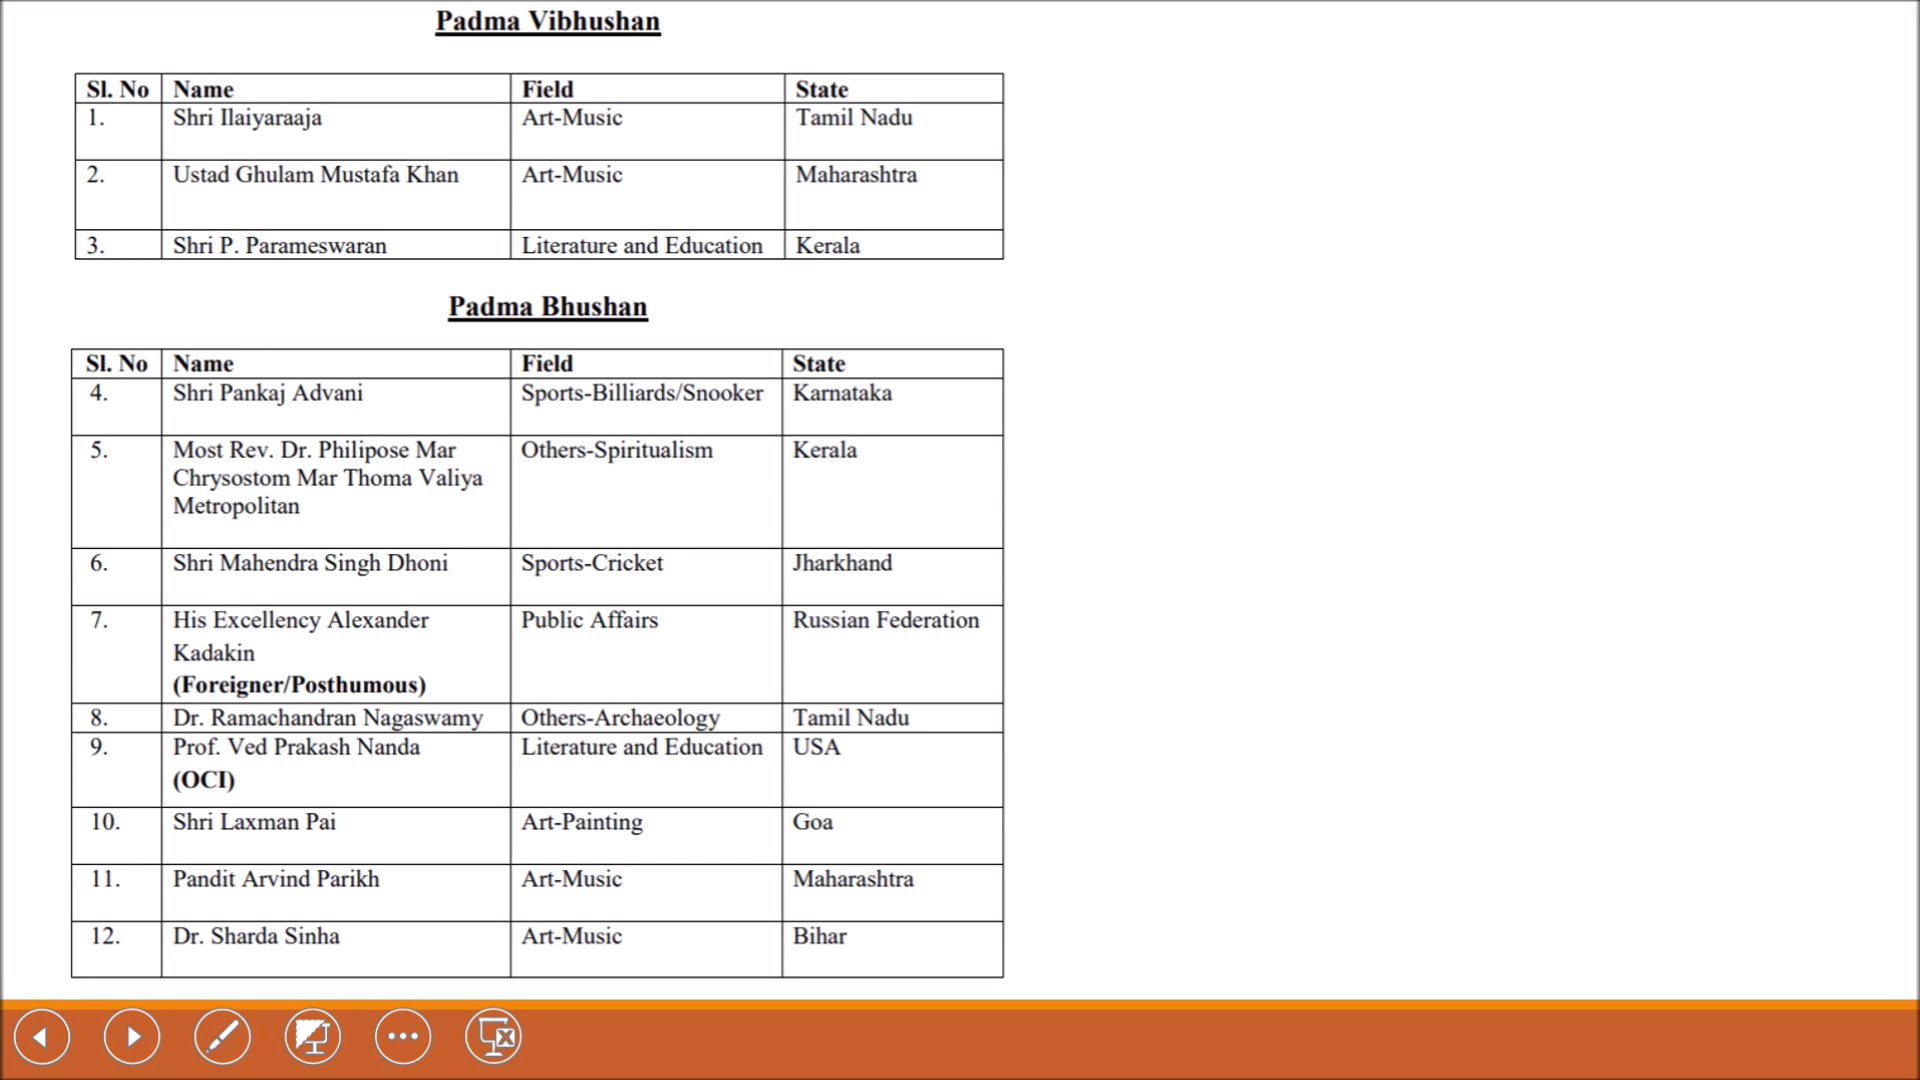 Padma Vibhushan
Sl. No Name Field State
1. Shri Ilaiyaraaja Art-Music Tamil Nadu
2. Ustad Ghulam Mustafa Khan Art-Music Maharashtra
3. Shri P. Parameswaran Literature and Education Kerala
Padma Bhushan
Sl. No Name Field State
4. Shri Pankaj Advani Sports-Billiards/Snooker Karnataka
5. Most Rev. Dr. Philipose Mar Others-Spiritualism Kerala
Chrysostom Mar Thoma Valiya
Metropolitan
6. Shri Mahendra Singh Dhoni Sports-Cricket Jharkhand
7. His Excellency Alexander Public Affairs Russian Federation
Kadakin
(Foreigner/Posthumous)
8. Dr. Ramachandran Nagaswamy Others-Archaeology Tamil Nadu
9. Prof. Ved Prakash Nanda Literature and Education USA
(OCI)
10. Shri Laxman Pai Art-Painting Goa
11. Pandit Arvind Parikh Art-Music Maharashtra
12. Dr. Sharda Sinha Art-Music Bihar